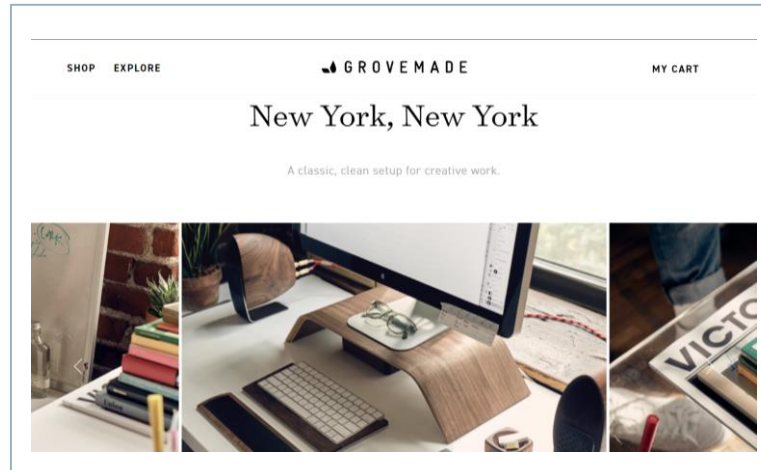 SHOP EXPLORE GROVEMADE MY CART
New York, New York
A classic, clean setup for creative work.
VICTO